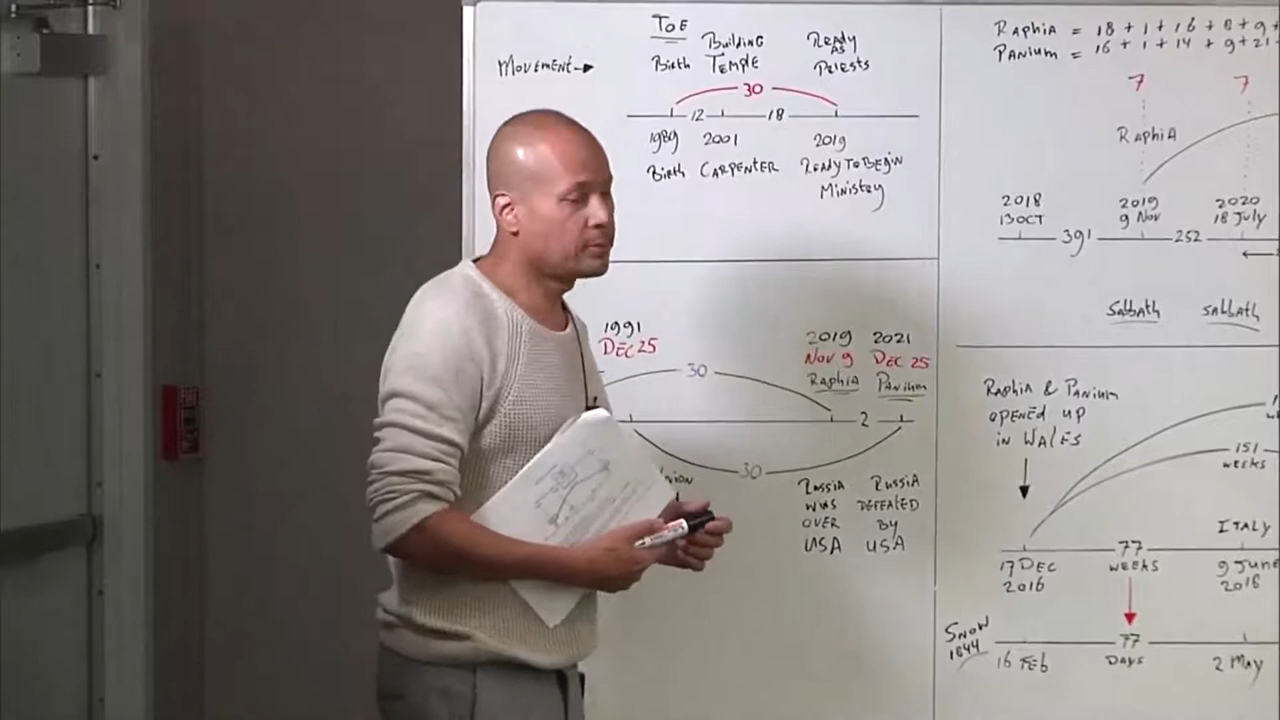 TOE
MOVEMENT
Birth
Building
TEMPLE
Ready
AS
Priests
30
12
18
1989
2001
2019
Birth
CARPENTER
Ready To Begin
Ministry
1991
DEC 25
2019
Nov 9
Raphia
2021
DEC 25
Panium
30
2
30
RUSSIA
WINS
OVER
USA
RUSSIA
DEFEATED
BY
USA
RAPHIA = 18 + 1 + 16 + 8 + 9 +
PANIUM = 16 + 1 + 14 + 9 + 21
7
7
RAPHIA
2018
13 OCT
391
2019
9 Nov
252
2020
18 July
Sabbath
Sabbath
RAPHIA & PANIUM
OPENED UP
IN WALES
151
WEEKS
ITALY
17 DEC
2016
77
WEEKS
9 June
2018
SNOW
1844
16 FEB
77
DAYS
2 MAY